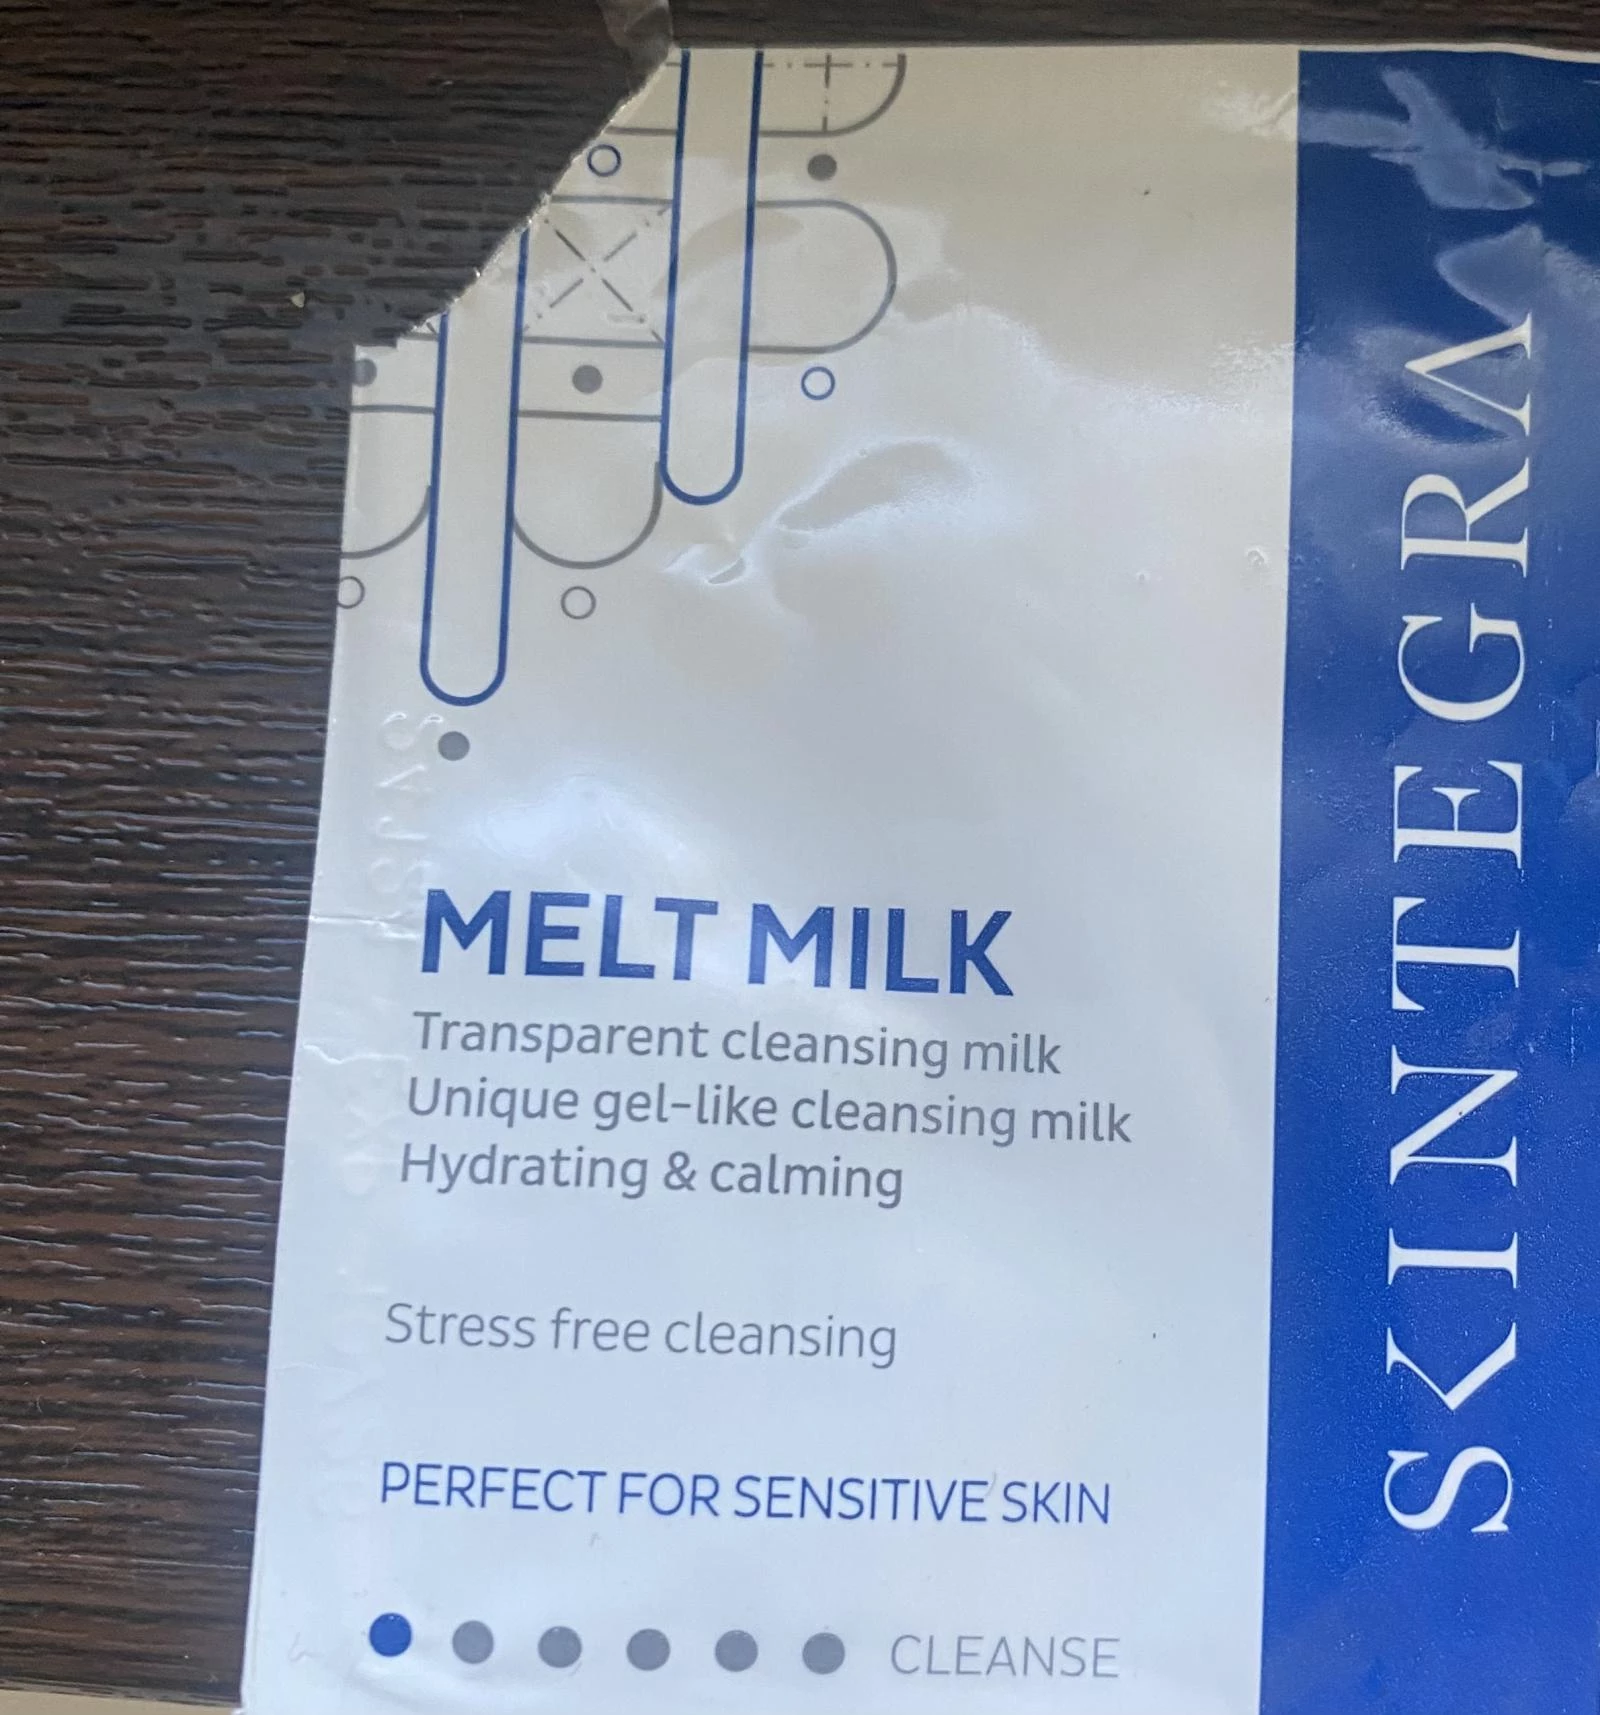 MELT MILK
Transparent cleansing milk
Unique gel-like cleansing milk
Hydrating & calming
Stress free cleansing
PERFECT FOR SENSITIVE SKIN
CLEANSE
SKINTEGRA